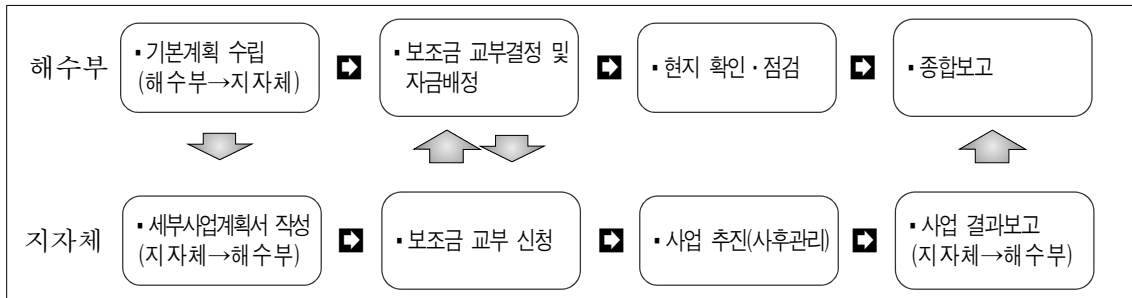 해수부
▪ 기본계획 수립
(해수부→지자체)
▪ 보조금 교부결정 및
자금배정
▪ 현지 확인·점검
▪ 종합보고
지자체
▪ 세부사업계획서 작성
(지자체→해수부)
▪ 보조금 교부 신청
▪ 사업 추진(사후관리)
▪ 사업 결과보고
(지자체→해수부)